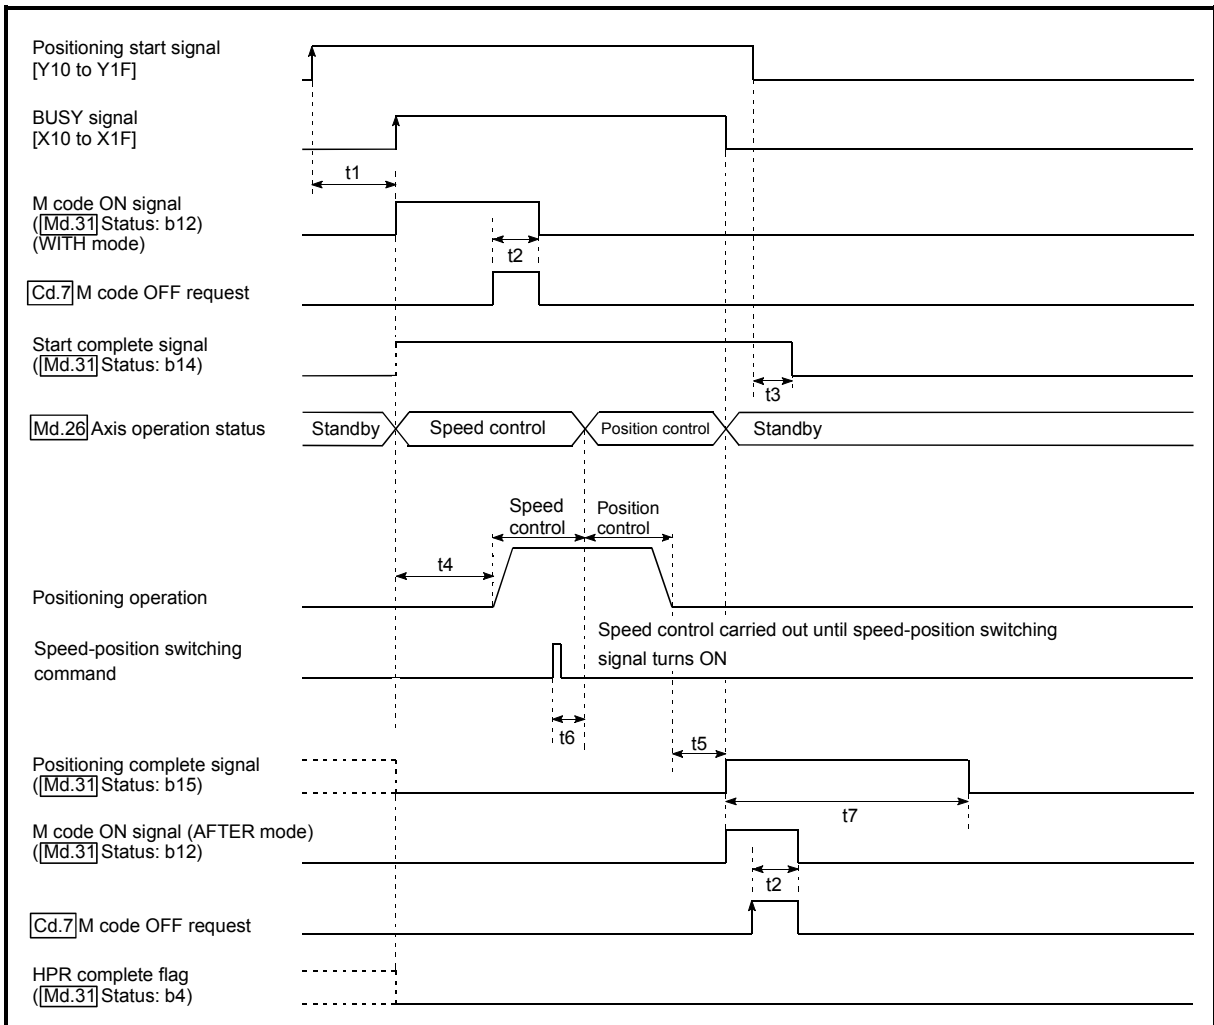 Positioning start signal
[Y10 to Y1F]
BUSY signal
[X10 to X1F]
t1
M code ON signal
(Md.31 Status: b12)
(WITH mode)
t2
Cd.7 M code OFF request
Start complete signal
(Md.31 Status: b14)
t3
Md.26 Axis operation status
Standby
Speed control
Position control
Standby
Speed
control
Position
control
t4
Positioning operation
Speed control carried out until speed-position switching
signal turns ON
Speed-position switching
command
t6
t5
Positioning complete signal
(Md.31 Status: b15)
t7
M code ON signal (AFTER mode)
(Md.31 Status: b12)
t2
Cd.7 M code OFF request
HPR complete flag
(Md.31 Status: b4)